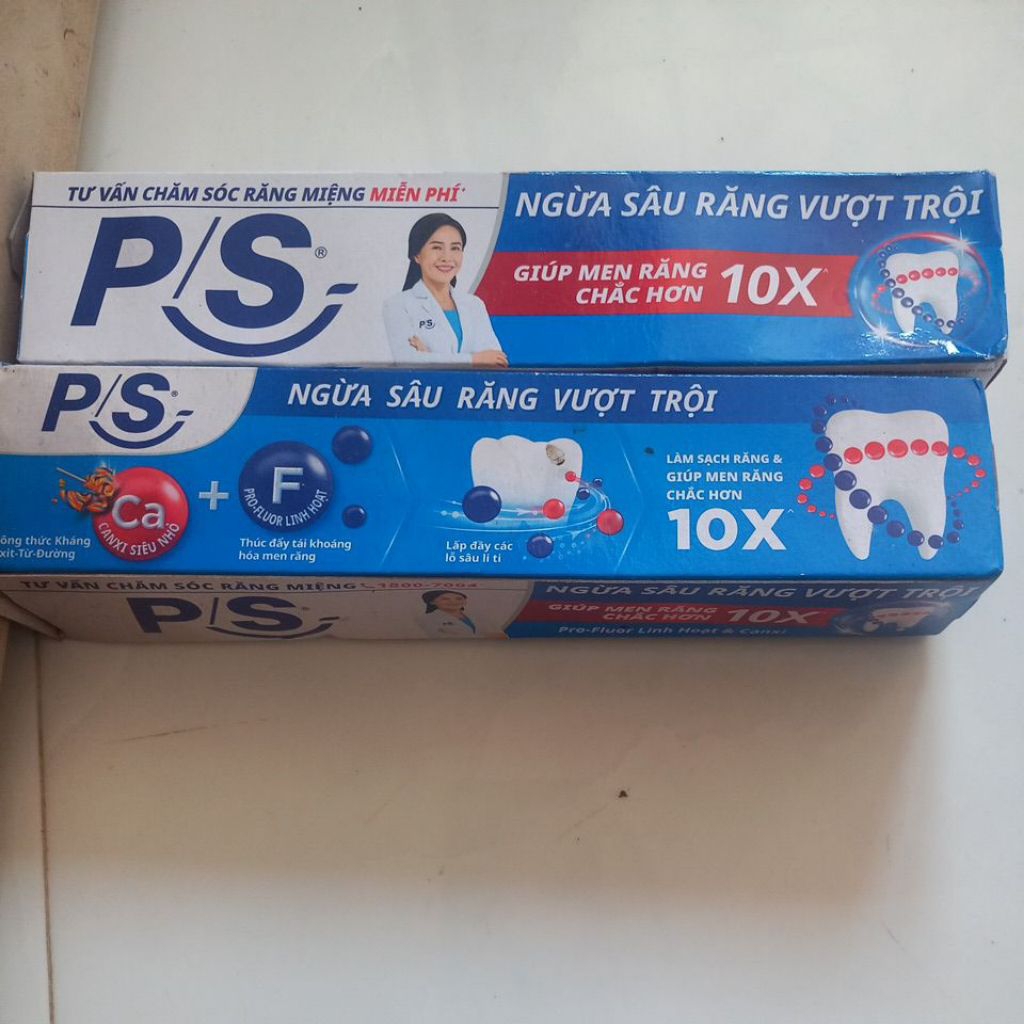 TƯ VẤN CHĂM SÓC RĂNG MIỆNG MIỄN PHÍ*
P/S®
P/S
NGỪA SÂU RĂNG VƯỢT TRỘI
GIÚP MEN RĂNG
CHẮC HƠN 10X^
P/S®
NGỪA SÂU RĂNG VƯỢT TRỘI
Ca
CANXI SIÊU NHỎ
+
F
PRO-FLUOR LINH HOẠT
thức Kháng
Từ-Đường
Thúc đẩy tái khoáng
hóa men răng
Lấp đầy các
lỗ sâu li ti
LÀM SẠCH RĂNG &
GIÚP MEN RĂNG
CHẮC HƠN
10X^
TƯ VẤN CHĂM SÓC RĂNG MIỆNG
P/S
NGỪA SÂU RĂNG VƯỢT TRỘI
GIÚP MEN RĂNG
CHẮC HƠN 10X^
Pro-Fluor Linh Hoạt & Canxi